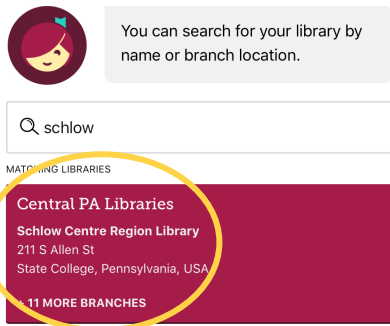 You can search for your library by
name or branch location.
schlow
MATCHING LIBRARIES
Central PA Libraries
Schlow Centre Region Library
211 S Allen St
State College, Pennsylvania, USA
+ 11 MORE BRANCHES